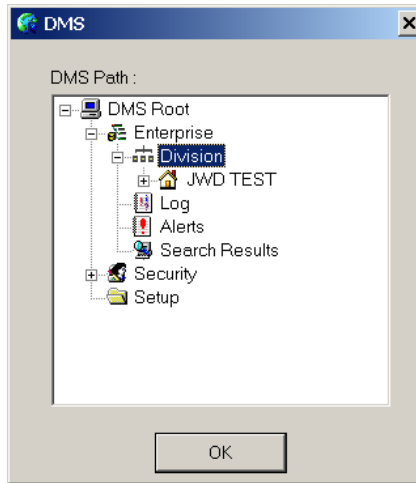 DMS
DMS Path :
DMS Root
Enterprise
Division
JWD TEST
Log
Alerts
Search Results
Security
Setup
OK